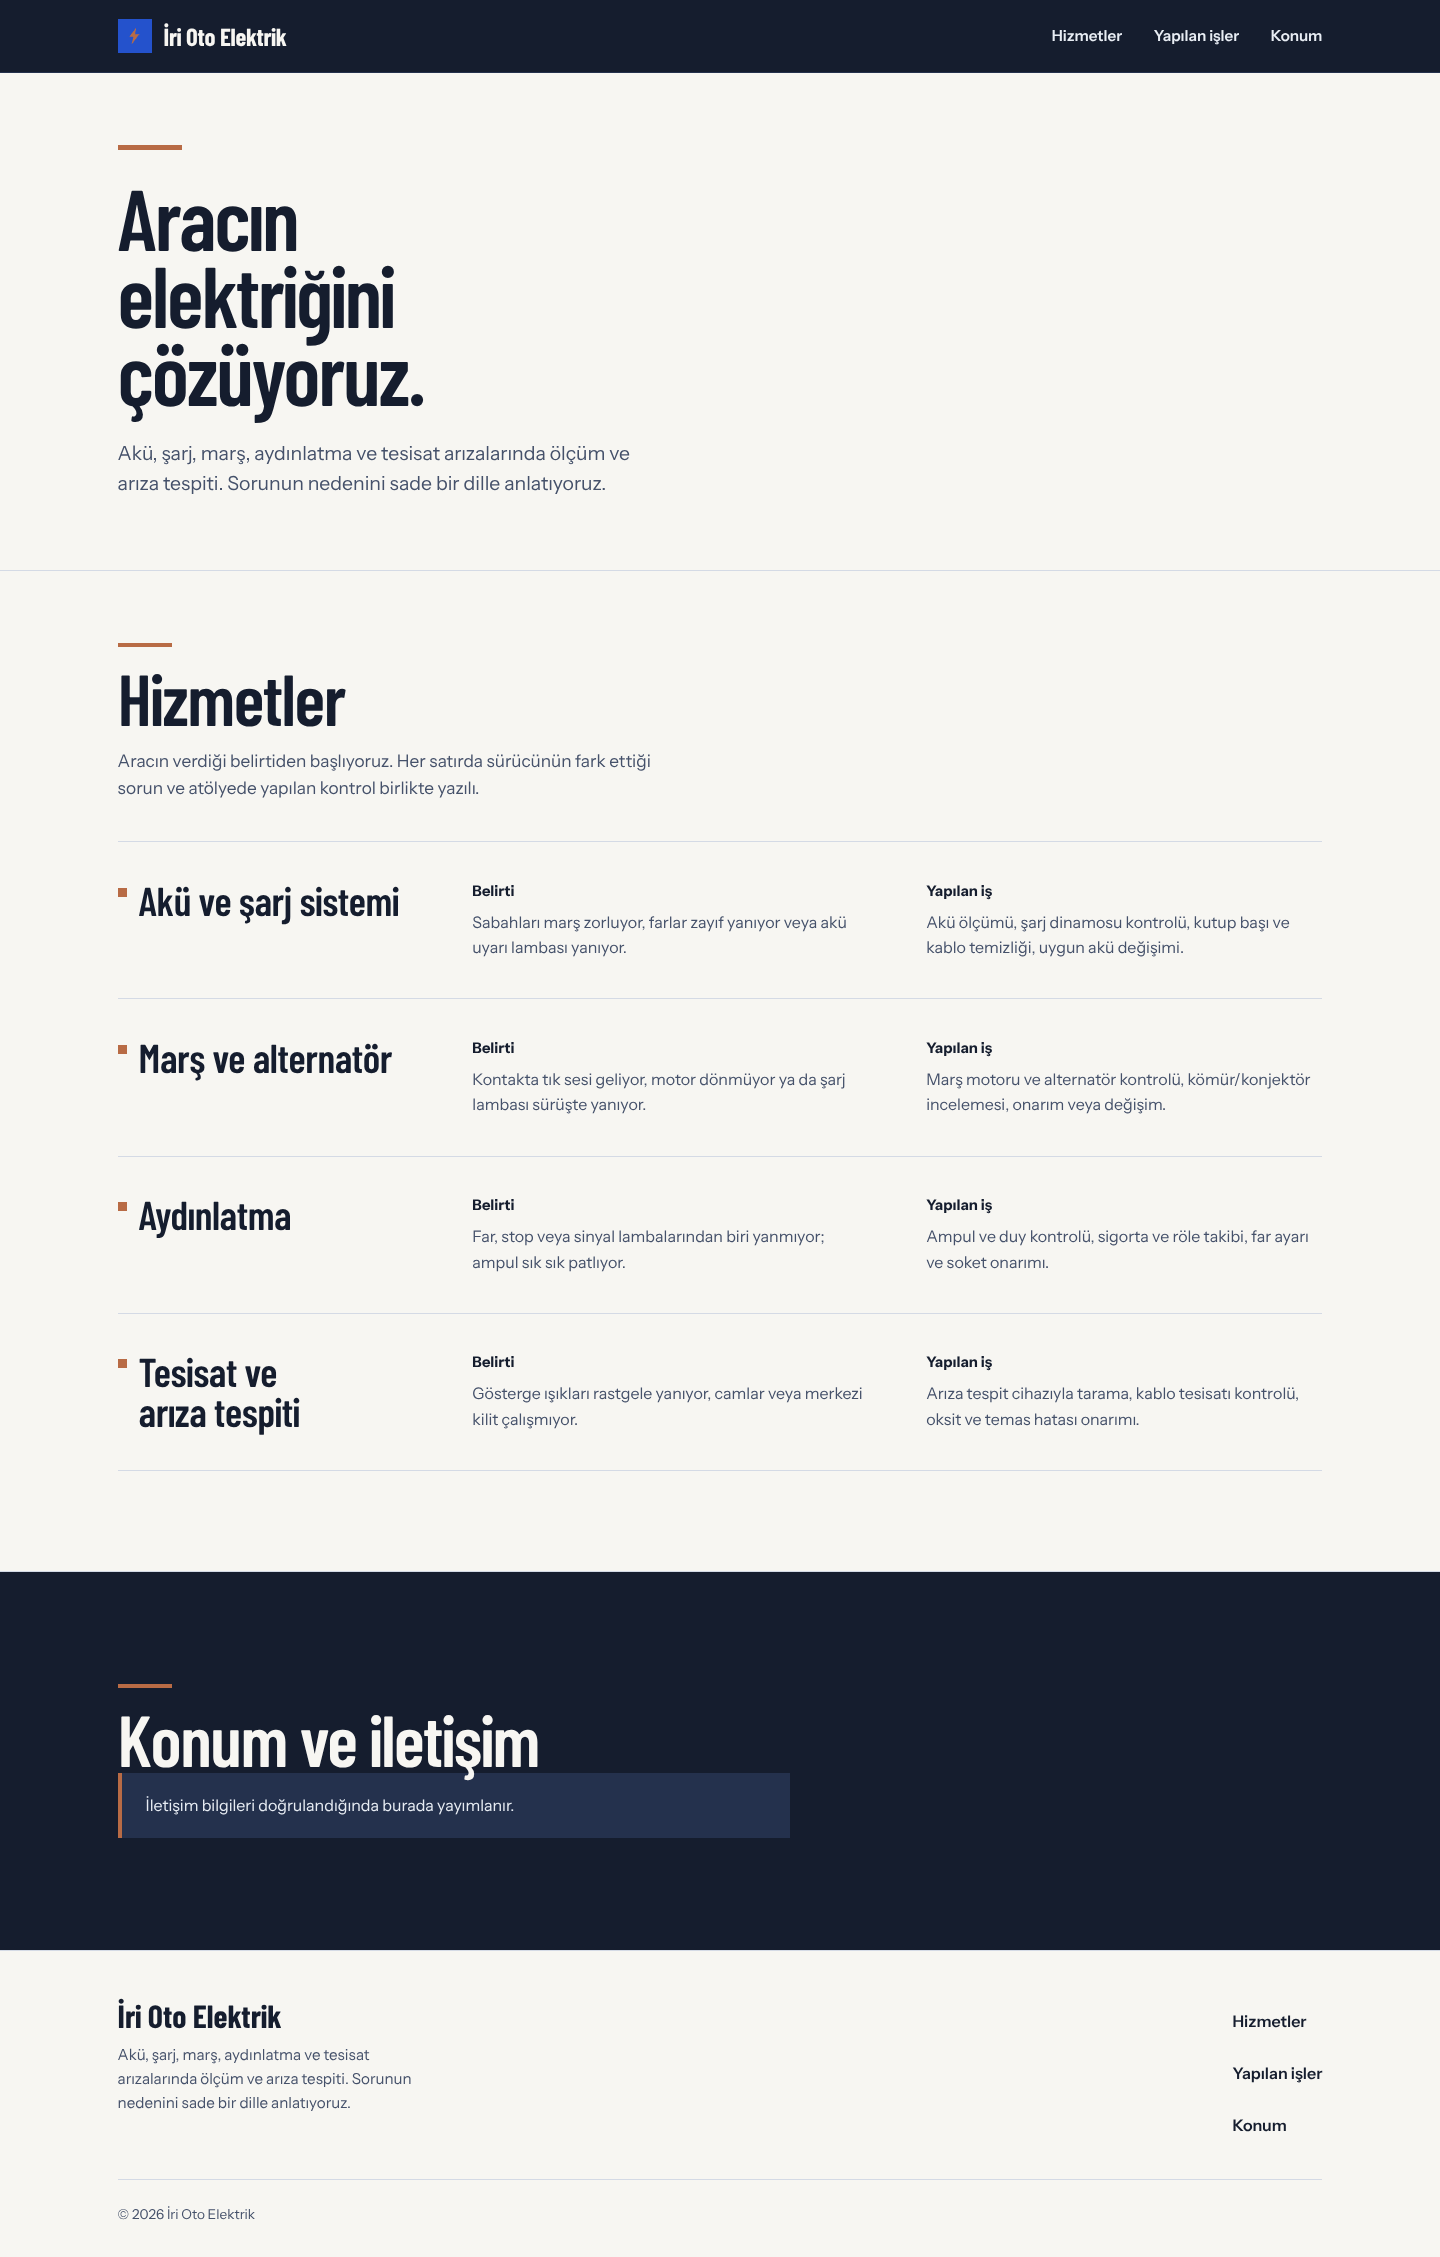 İri Oto Elektrik
Hizmetler
Yapılan işler
Konum
Aracın
elektriğini
çözüyoruz.
Akü, şarj, marş, aydınlatma ve tesisat arızalarında ölçüm ve
arıza tespiti. Sorunun nedenini sade bir dille anlatıyoruz.
Hizmetler
Aracın verdiği belirtiden başlıyoruz. Her satırda sürücünün fark ettiği
sorun ve atölyede yapılan kontrol birlikte yazılı.
Akü ve şarj sistemi
Belirti
Sabahları marş zorluyor, farlar zayıf yanıyor veya akü
uyarı lambası yanıyor.
Yapılan iş
Akü ölçümü, şarj dinamosu kontrolü, kutup başı ve
kablo temizliği, uygun akü değişimi.
Marş ve alternatör
Belirti
Kontakta tık sesi geliyor, motor dönmüyor ya da şarj
lambası sürüşte yanıyor.
Yapılan iş
Marş motoru ve alternatör kontrolü, kömür/konjektör
incelemesi, onarım veya değişim.
Aydınlatma
Belirti
Far, stop veya sinyal lambalarından biri yanmıyor;
ampul sık sık patlıyor.
Yapılan iş
Ampul ve duy kontrolü, sigorta ve röle takibi, far ayarı
ve soket onarımı.
Tesisat ve
arıza tespiti
Belirti
Gösterge ışıkları rastgele yanıyor, camlar veya merkezi
kilit çalışmıyor.
Yapılan iş
Arıza tespit cihazıyla tarama, kablo tesisatı kontrolü,
oksit ve temas hatası onarımı.
Konum ve iletişim
İletişim bilgileri doğrulandığında burada yayımlanır.
İri Oto Elektrik
Akü, şarj, marş, aydınlatma ve tesisat
arızalarında ölçüm ve arıza tespiti. Sorunun
nedenini sade bir dille anlatıyoruz.
Hizmetler
Yapılan işler
Konum
© 2026 İri Oto Elektrik